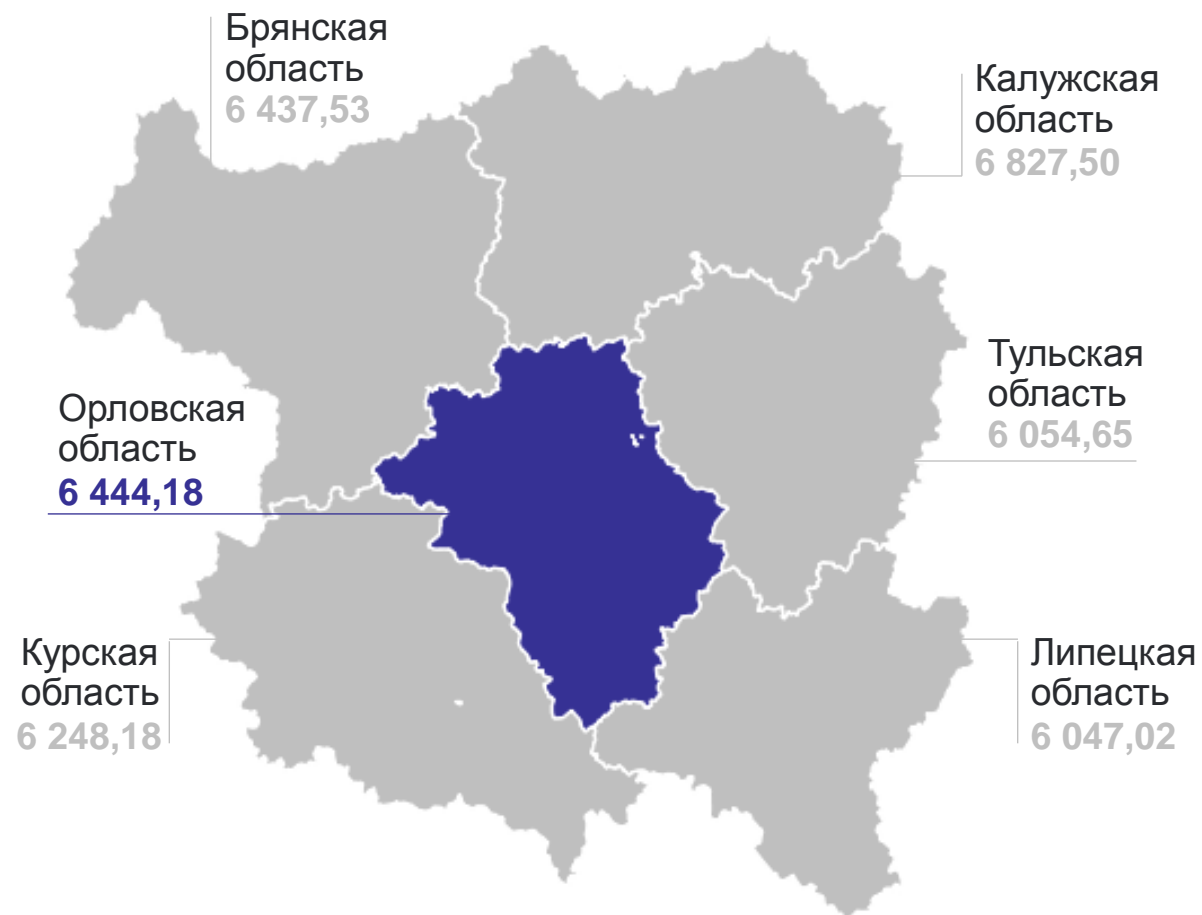 Брянская
область
6 437,53
Калужская
область
6 827,50
Тульская
область
6 054,65
Орловская
область
6 444,18
Курская
область
6 248,18
Липецкая
область
6 047,02